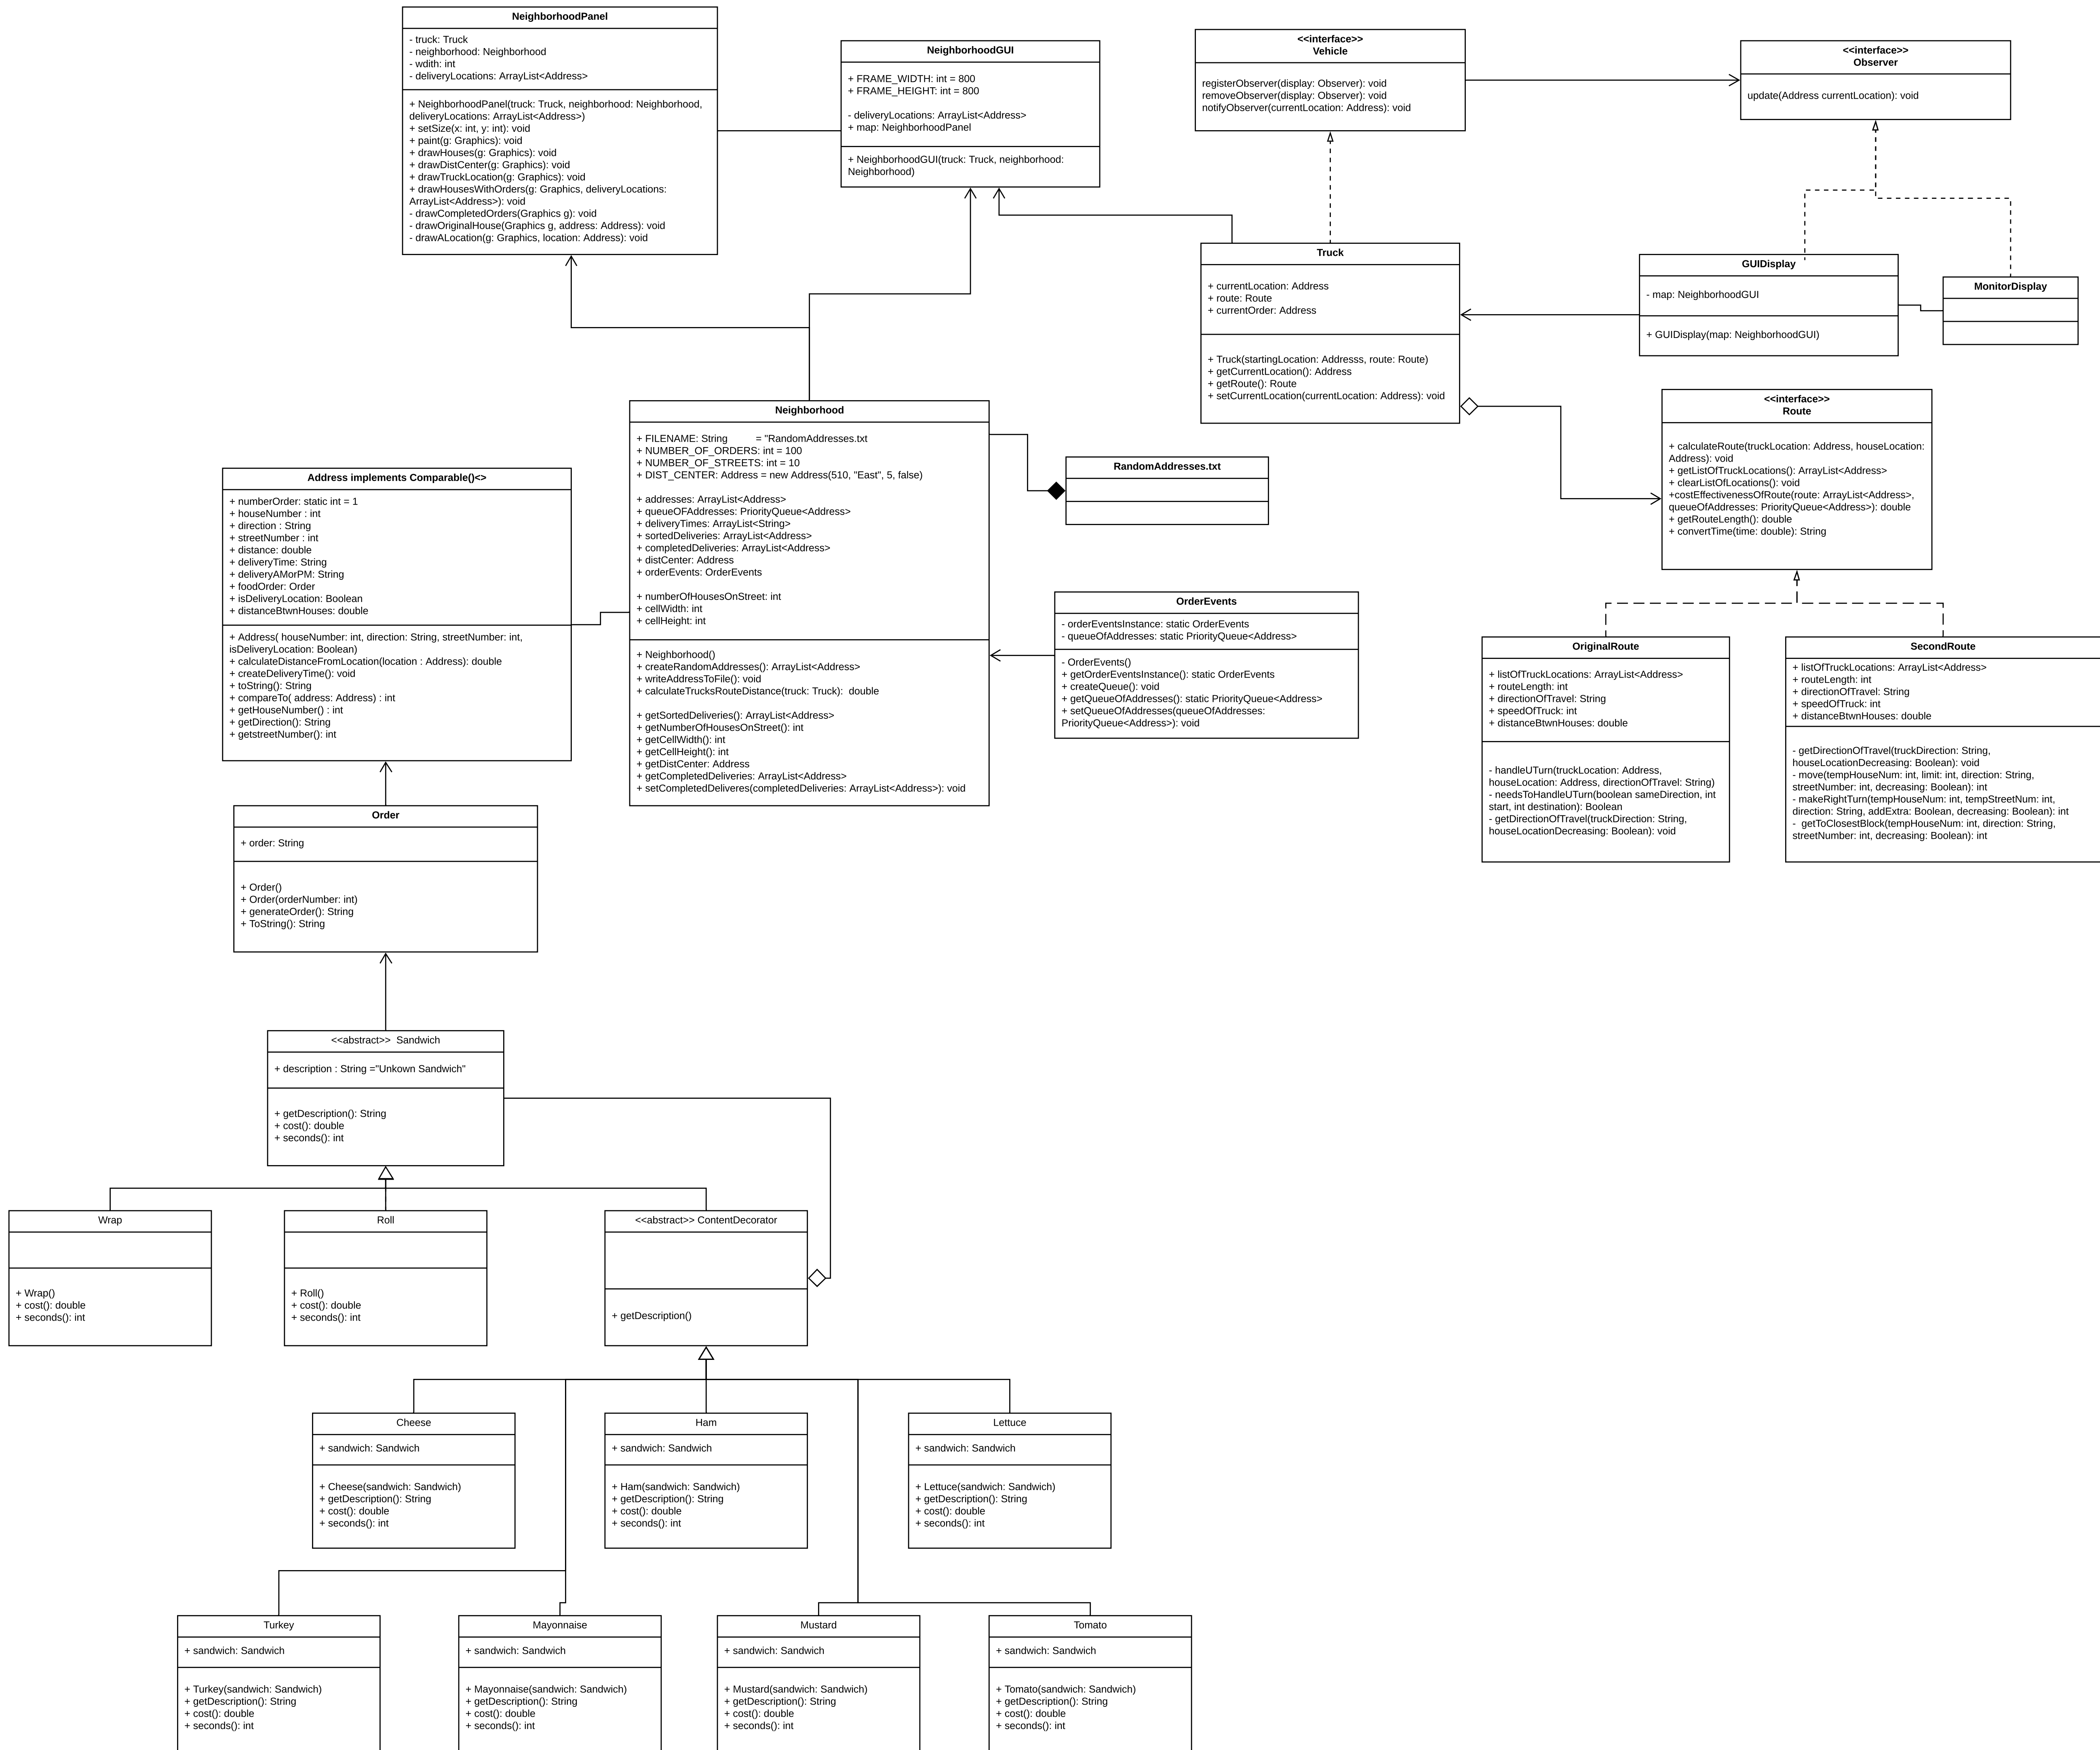 NeighborhoodPanel
- truck: Truck
- neighborhood: Neighborhood
- wdith: int
- deliveryLocations: ArrayList<Address>
+ NeighborhoodPanel(truck: Truck, neighborhood: Neighborhood,
deliveryLocations: ArrayList<Address>)
+ setSize(x: int, y: int): void
+ paint(g: Graphics): void
+ drawHouses(g: Graphics): void
+ drawDistCenter(g: Graphics): void
+ drawTruckLocation(g: Graphics): void
+ drawHousesWithOrders(g: Graphics, deliveryLocations:
ArrayList<Address>): void
- drawCompletedOrders(Graphics g): void
- drawOriginalHouse(Graphics g, address: Address): void
- drawALocation(g: Graphics, location: Address): void
NeighborhoodGUI
+ FRAME_WIDTH: int = 800
+ FRAME_HEIGHT: int = 800
- deliveryLocations: ArrayList<Address>
+ map: NeighborhoodPanel
+ NeighborhoodGUI(truck: Truck, neighborhood:
Neighborhood)
<<interface>>
Vehicle
registerObserver(display: Observer): void
removeObserver(display: Observer): void
notifyObserver(currentLocation: Address): void
<<interface>>
Observer
update(Address currentLocation): void
Truck
+ currentLocation: Address
+ route: Route
+ currentOrder: Address
+ Truck(startingLocation: Addresss, route: Route)
+ getCurrentLocation(): Address
+ getRoute(): Route
+ setCurrentLocation(currentLocation: Address): void
GUIDisplay
- map: NeighborhoodGUI
+ GUIDisplay(map: NeighborhoodGUI)
MonitorDisplay
<<interface>>
Route
+ calculateRoute(truckLocation: Address, houseLocation:
Address): void
+ getListOfTruckLocations(): ArrayList<Address>
+ clearListOfLocations(): void
+costEffectivenessOfRoute(route: ArrayList<Address>,
queueOfAddresses: PriorityQueue<Address>): double
+ getRouteLength(): double
+ convertTime(time: double): String
Neighborhood
+ FILENAME: String = "RandomAddresses.txt
+ NUMBER_OF_ORDERS: int = 100
+ NUMBER_OF_STREETS: int = 10
+ DIST_CENTER: Address = new Address(510, "East", 5, false)
+ addresses: ArrayList<Address>
+ queueOFAddresses: PriorityQueue<Address>
+ deliveryTimes: ArrayList<String>
+ sortedDeliveries: ArrayList<Address>
+ completedDeliveries: ArrayList<Address>
+ distCenter: Address
+ orderEvents: OrderEvents
+ numberOfHousesOnStreet: int
+ cellWidth: int
+ cellHeight: int
+ Neighborhood()
+ createRandomAddresses(): ArrayList<Address>
+ writeAddressToFile(): void
+ calculateTrucksRouteDistance(truck: Truck): double
+ getSortedDeliveries(): ArrayList<Address>
+ getNumberOfHousesOnStreet(): int
+ getCellWidth(): int
+ getCellHeight(): int
+ getDistCenter: Address
+ getCompletedDeliveries: ArrayList<Address>
+ setCompletedDeliveres(completedDeliveries: ArrayList<Address>): void
RandomAddresses.txt
Address implements Comparable()<>
+ numberOrder: static int = 1
+ houseNumber : int
+ direction : String
+ streetNumber : int
+ distance: double
+ deliveryTime: String
+ deliveryAMorPM: String
+ foodOrder: Order
+ isDeliveryLocation: Boolean
+ distanceBtwnHouses: double
+ Address( houseNumber: int, direction: String, streetNumber: int,
isDeliveryLocation: Boolean)
+ calculateDistanceFromLocation(location : Address): double
+ createDeliveryTime(): void
+ toString(): String
+ compareTo( address: Address) : int
+ getHouseNumber() : int
+ getDirection(): String
+ getstreetNumber(): int
OrderEvents
- orderEventsInstance: static OrderEvents
- queueOfAddresses: static PriorityQueue<Address>
- OrderEvents()
+ getOrderEventsInstance(): static OrderEvents
+ createQueue(): void
+ getQueueOfAddresses(): static PriorityQueue<Address>
+ setQueueOfAddresses(queueOfAddresses:
PriorityQueue<Address>): void
OriginalRoute
+ listOfTruckLocations: ArrayList<Address>
+ routeLength: int
+ directionOfTravel: String
+ speedOfTruck: int
+ distanceBtwnHouses: double
- handleUTurn(truckLocation: Address,
houseLocation: Address, directionOfTravel: String)
- needsToHandleUTurn(boolean sameDirection, int
start, int destination): Boolean
- getDirectionOfTravel(truckDirection: String,
houseLocationDecreasing: Boolean): void
SecondRoute
+ listOfTruckLocations: ArrayList<Address>
+ routeLength: int
+ directionOfTravel: String
+ speedOfTruck: int
+ distanceBtwnHouses: double
- getDirectionOfTravel(truckDirection: String,
houseLocationDecreasing: Boolean): void
- move(tempHouseNum: int, limit: int, direction: String,
streetNumber: int, decreasing: Boolean): int
- makeRightTurn(tempHouseNum: int, tempStreetNum: int,
direction: String, addExtra: Boolean, decreasing: Boolean): int
- getToClosestBlock(tempHouseNum: int, direction: String,
streetNumber: int, decreasing: Boolean): int
Order
+ order: String
+ Order()
+ Order(orderNumber: int)
+ generateOrder(): String
+ ToString(): String
<<abstract>> Sandwich
+ description : String ="Unkown Sandwich"
+ getDescription(): String
+ cost(): double
+ seconds(): int
Wrap
+ Wrap()
+ cost(): double
+ seconds(): int
Roll
+ Roll()
+ cost(): double
+ seconds(): int
<<abstract>> ContentDecorator
+ getDescription()
Cheese
+ sandwich: Sandwich
+ Cheese(sandwich: Sandwich)
+ getDescription(): String
+ cost(): double
+ seconds(): int
Ham
+ sandwich: Sandwich
+ Ham(sandwich: Sandwich)
+ getDescription(): String
+ cost(): double
+ seconds(): int
Lettuce
+ sandwich: Sandwich
+ Lettuce(sandwich: Sandwich)
+ getDescription(): String
+ cost(): double
+ seconds(): int
Turkey
+ sandwich: Sandwich
+ Turkey(sandwich: Sandwich)
+ getDescription(): String
+ cost(): double
+ seconds(): int
Mayonnaise
+ sandwich: Sandwich
+ Mayonnaise(sandwich: Sandwich)
+ getDescription(): String
+ cost(): double
+ seconds(): int
Mustard
+ sandwich: Sandwich
+ Mustard(sandwich: Sandwich)
+ getDescription(): String
+ cost(): double
+ seconds(): int
Tomato
+ sandwich: Sandwich
+ Tomato(sandwich: Sandwich)
+ getDescription(): String
+ cost(): double
+ seconds(): int